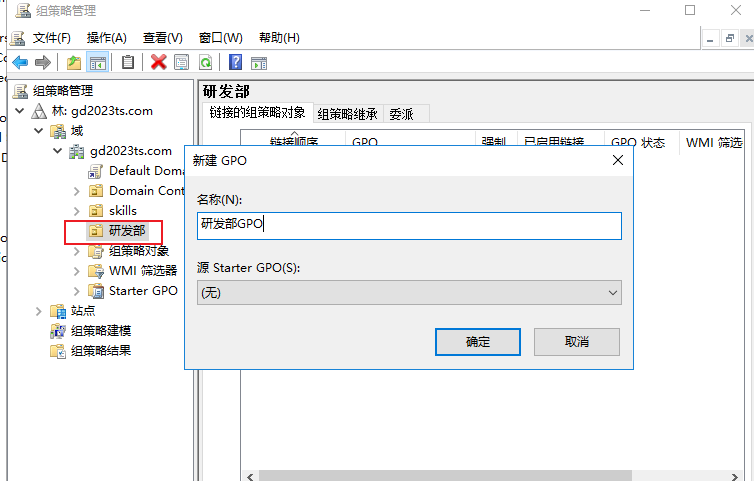 组策略管理
文件(F) 操作(A) 查看(V) 窗口(W) 帮助(H)
组策略管理
林: gd2023ts.com
域
gd2023ts.com
Default Doma
Domain Cont
skills
研发部
组策略对象
WMI 筛选器
Starter GPO
站点
组策略建模
组策略结果
研发部
链接的组策略对象 组策略继承 委派
链接顺序 GPO 强制 已启用链接 GPO 状态 WMI 筛选
新建 GPO
名称(N):
研发部GPO
源 Starter GPO(S):
(无)
确定 取消